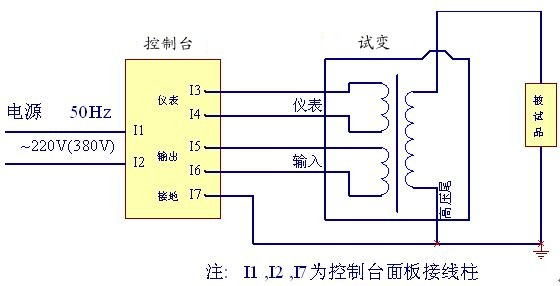 控制台
试变
电源 50Hz
~220V(380V)
I1
I2
仪表
输出
接地
I3
I4
I5
I6
I7
仪表
输入
高压尾
被试品
注: I1 ,I2 ,I7为控制台面板接线柱